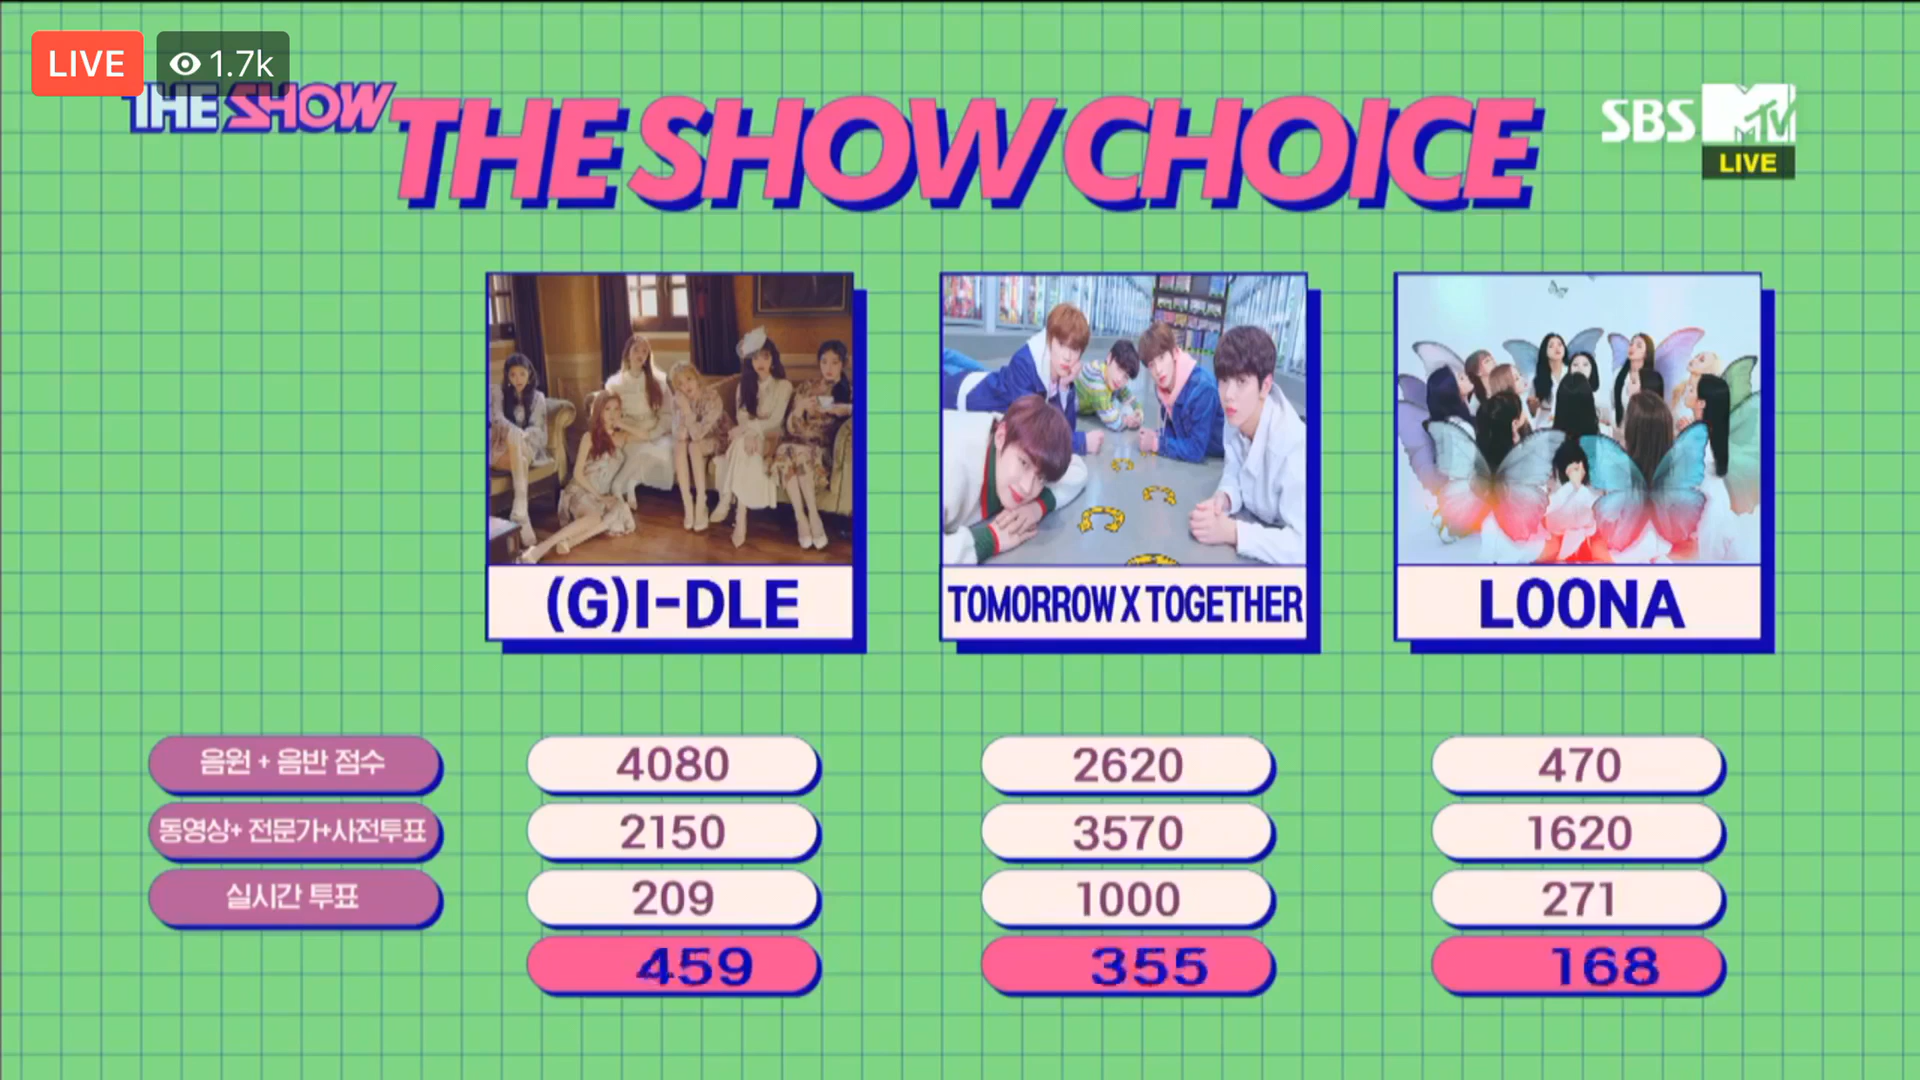 LIVE 1.7k
THE SHOW
THE SHOW CHOICE
SBS MTV
LIVE
(G)I-DLE TOMORROW X TOGETHER LOONA
음원 + 음반 점수 4080 2620 470
동영상+ 전문가+사전투표 2150 3570 1620
실시간 투표 209 1000 271
459 355 168